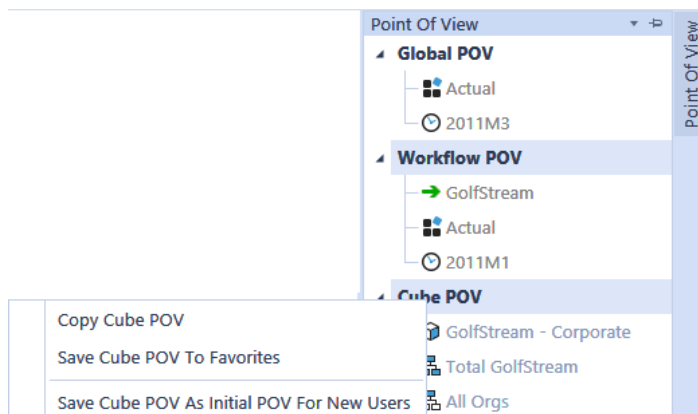 Point Of View
Global POV
Actual
2011M3
Workflow POV
GolfStream
Actual
2011M1
Cube POV
GolfStream - Corporate
Total GolfStream
All Orgs
Copy Cube POV
Save Cube POV To Favorites
Save Cube POV As Initial POV For New Users
Point Of View